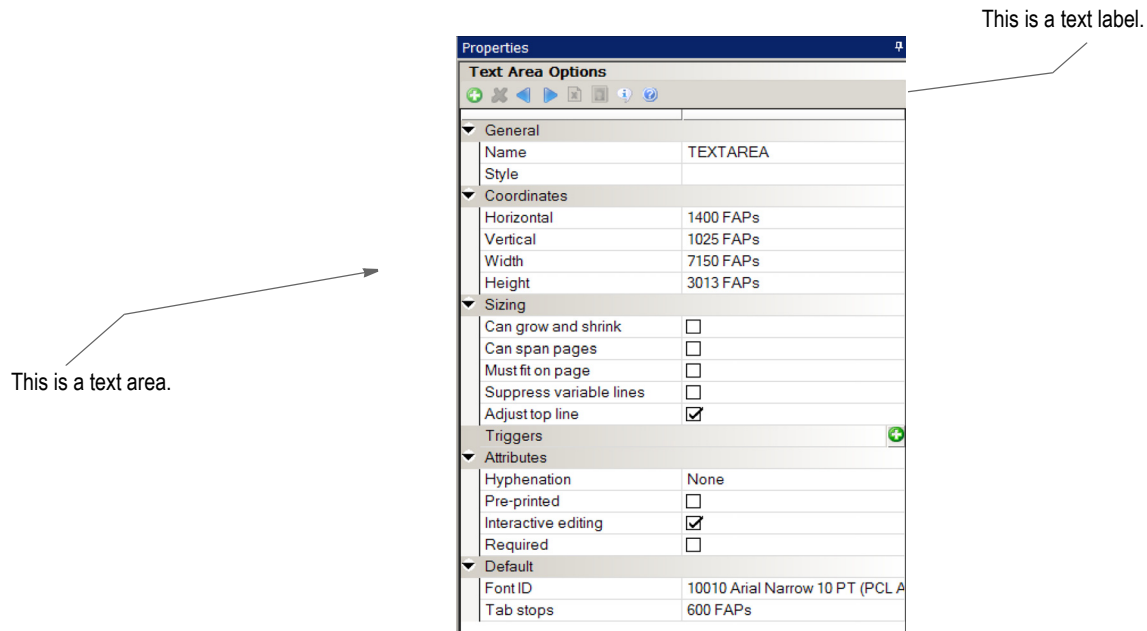 This is a text label.
Properties
Text Area Options
General
Name TEXTAREA
Style
Coordinates
Horizontal 1400 FAPs
Vertical 1025 FAPs
Width 7150 FAPs
Height 3013 FAPs
Sizing
Can grow and shrink
Can span pages
Must fit on page
This is a text area.
Suppress variable lines
Adjust top line
Triggers
Attributes
Hyphenation None
Pre-printed
Interactive editing
Required
Default
Font ID 10010 Arial Narrow 10 PT (PCL A
Tab stops 600 FAPs